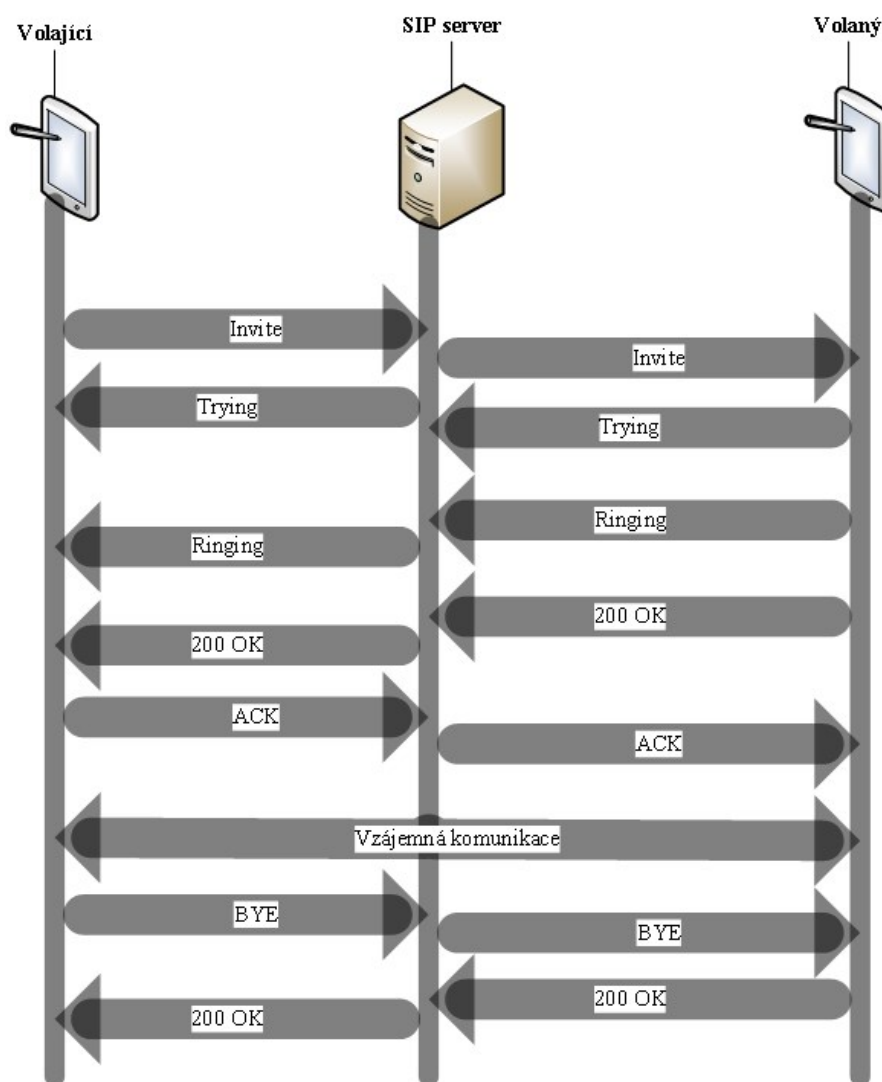 Volající
SIP server
Volaný
Invite
Invite
Trying
Trying
Ringing
Ringing
200 OK
200 OK
ACK
ACK
Vzájemná komunikace
BYE
BYE
200 OK
200 OK